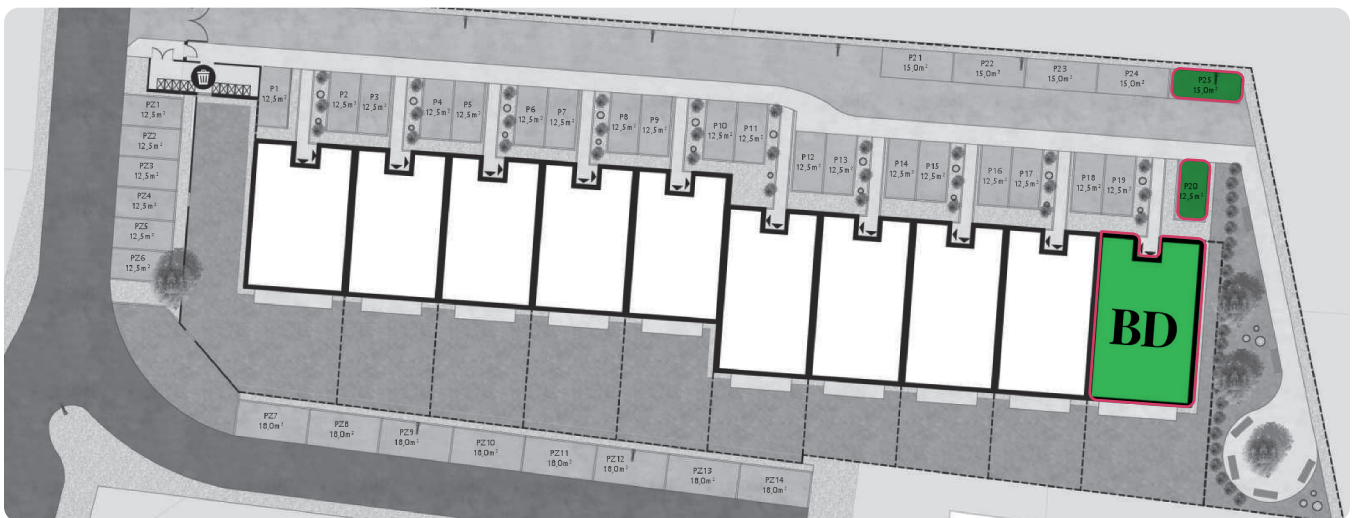 P21
15,0m²
P22
15,0m²
P23
15,0m²
P24
15,0m²
P25
15,0m²
P1
12,5m²
P2
12,5m²
P3
12,5m²
P4
12,5m²
P5
12,5m²
P6
12,5m²
P7
12,5m²
P8
12,5m²
P9
12,5m²
P10
12,5m²
P11
12,5m²
P12
12,5m²
P13
12,5m²
P14
12,5m²
P15
12,5m²
P16
12,5m²
P17
12,5m²
P18
12,5m²
P19
12,5m²
P20
12,5m²
PZ1
12,5m²
PZ2
12,5m²
PZ3
12,5m²
PZ4
12,5m²
PZ5
12,5m²
PZ6
12,5m²
BD
PZ7
18,0m²
PZ8
18,0m²
PZ9
18,0m²
PZ10
18,0m²
PZ11
18,0m²
PZ12
18,0m²
PZ13
18,0m²
PZ14
18,0m²